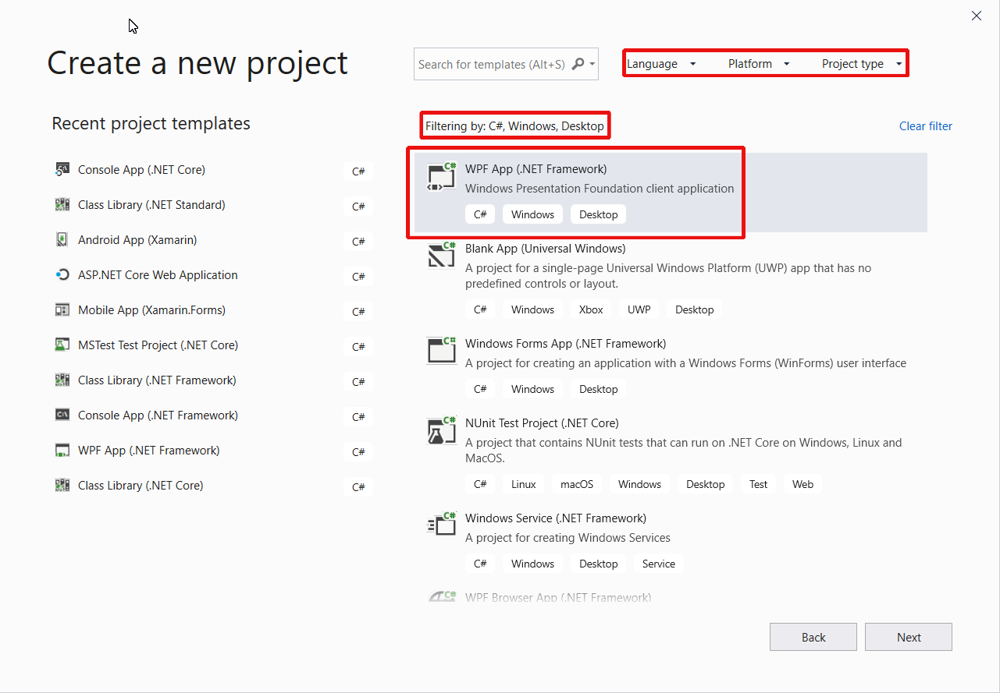 Create a new project
Search for templates (Alt+S)
Language
Platform
Project type
Recent project templates
Filtering by: C#, Windows, Desktop
Clear filter
Console App (.NET Core)
C#
Class Library (.NET Standard)
C#
Android App (Xamarin)
C#
ASP.NET Core Web Application
C#
Mobile App (Xamarin.Forms)
C#
MSTest Test Project (.NET Core)
C#
Class Library (.NET Framework)
C#
Console App (.NET Framework)
C#
WPF App (.NET Framework)
C#
Class Library (.NET Core)
C#
WPF App (.NET Framework)
Windows Presentation Foundation client application
C# Windows Desktop
Blank App (Universal Windows)
A project for a single-page Universal Windows Platform (UWP) app that has no
predefined controls or layout.
C# Windows Xbox UWP Desktop
Windows Forms App (.NET Framework)
A project for creating an application with a Windows Forms (WinForms) user interface
C# Windows Desktop
NUnit Test Project (.NET Core)
A project that contains NUnit tests that can run on .NET Core on Windows, Linux and
MacOS.
C# Linux macOS Windows Desktop Test Web
Windows Service (.NET Framework)
A project for creating Windows Services
C# Windows Desktop Service
WPF Browser App (.NET Framework)
Back
Next